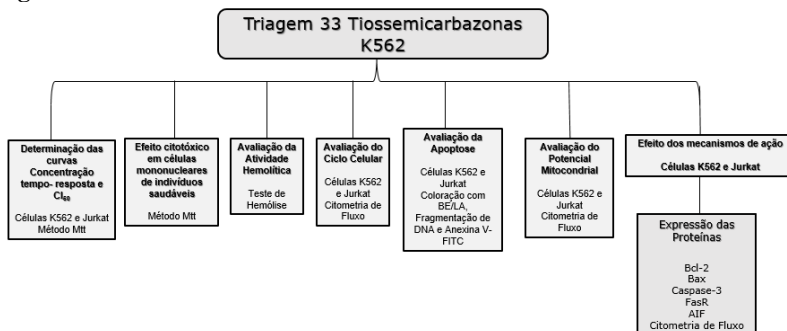 Triagem 33 Tiossemicarbazonas
K562
Determinação das
curvas
Concentração
tempo- resposta e
CI₅₀
Células K562 e Jurkat
Método Mtt
Efeito citotóxico
em células
mononucleares
de indivíduos
saudáveis
Método Mtt
Avaliação da
Atividade
Hemolítica
Teste de
Hemólise
Avaliação do
Ciclo Celular
Células K562
e Jurkat
Citometria de
Fluxo
Avaliação da
Apoptose
Células K562 e
Jurkat
Coloração com
BE/LA,
Fragmentação de
DNA e Anexina V-
FITC
Avaliação do
Potencial
Mitocondrial
Células K562 e
Jurkat
Citometria de
Fluxo
Efeito dos mecanismos de ação
Células K562 e Jurkat
Expressão das
Proteínas
Bcl-2
Bax
Caspase-3
FasR
AIF
Citometria de Fluxo